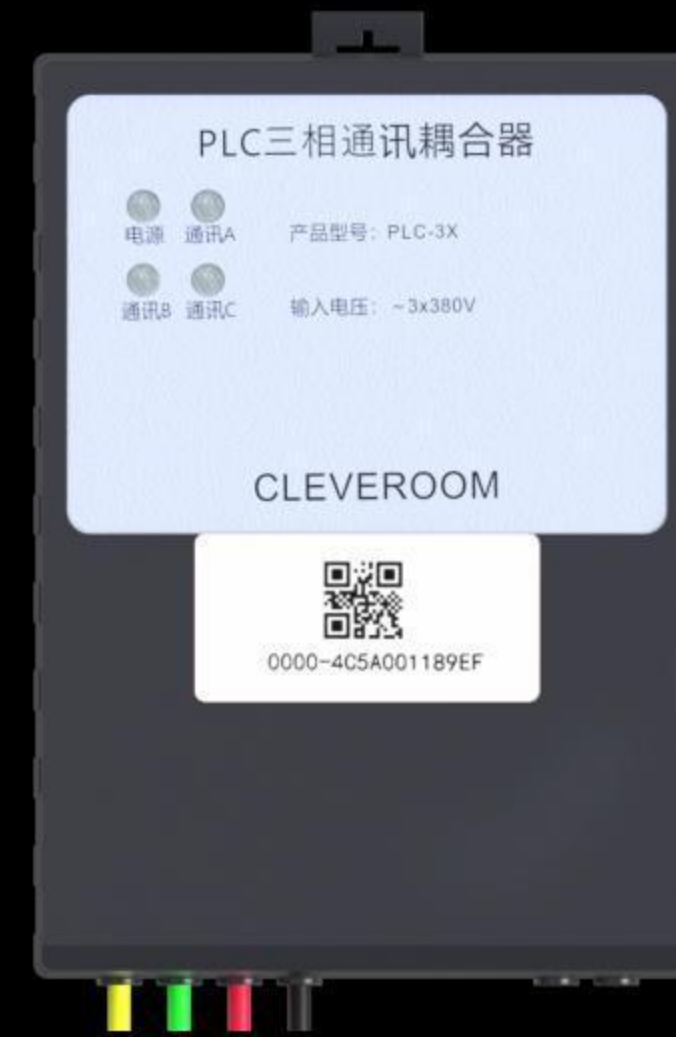 PLC三相通讯耦合器
电源 通讯A 产品型号: PLC-3X
通讯B 通讯C 输入电压: ~3x380V
CLEVEROOM
0000-4C5A001189EF